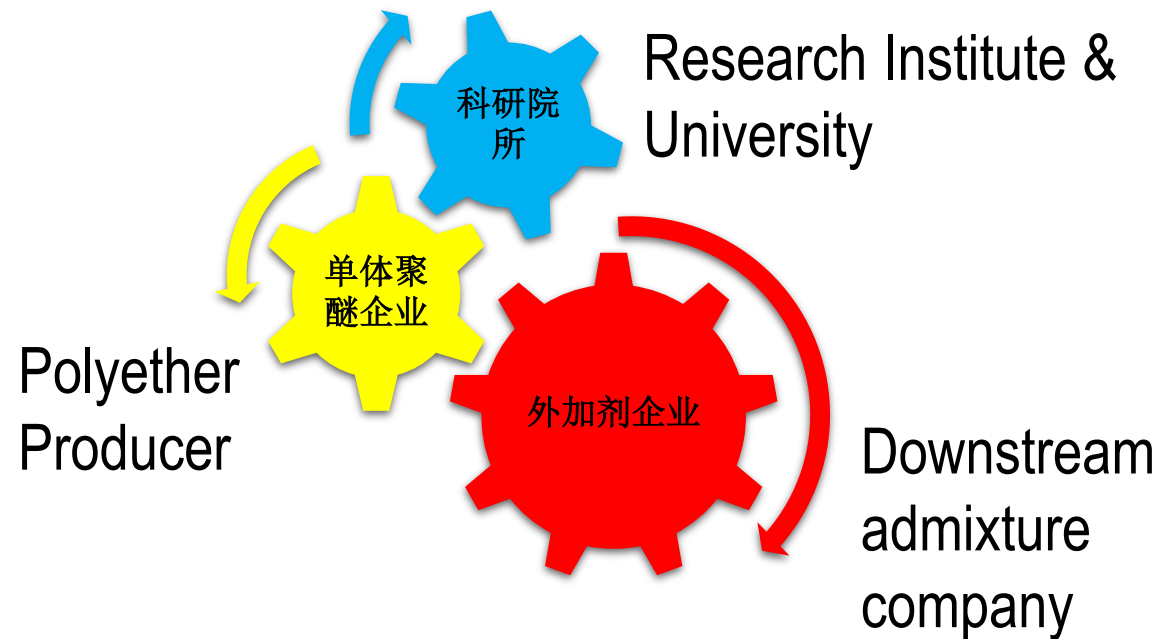 科研院
所
Research Institute &
University
单体聚
醚企业
Polyether
Producer
外加剂企业
Downstream
admixture
company